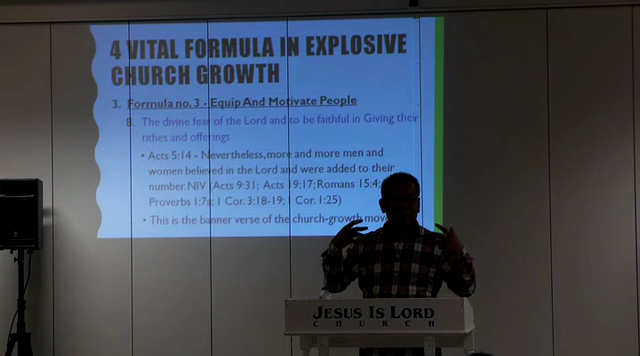 4 VITAL FORMULA IN EXPLOSIVE
CHURCH GROWTH
3. Formula no. 3 - Equip And Motivate People
B. The divine fear of the Lord and to be faithful in Giving their
tithes and offerings
• Acts 5:14 - Nevertheless, more and more men and
women believed in the Lord and were added to their
number. NIV (Acts 9:31; Acts 19:17; Romans 15:4;
Proverbs 1:7a; 1 Cor. 3:18-19; 1 Cor. 1:25)
• This is the banner verse of the church-growth
JESUS IS LORD
CHURCH